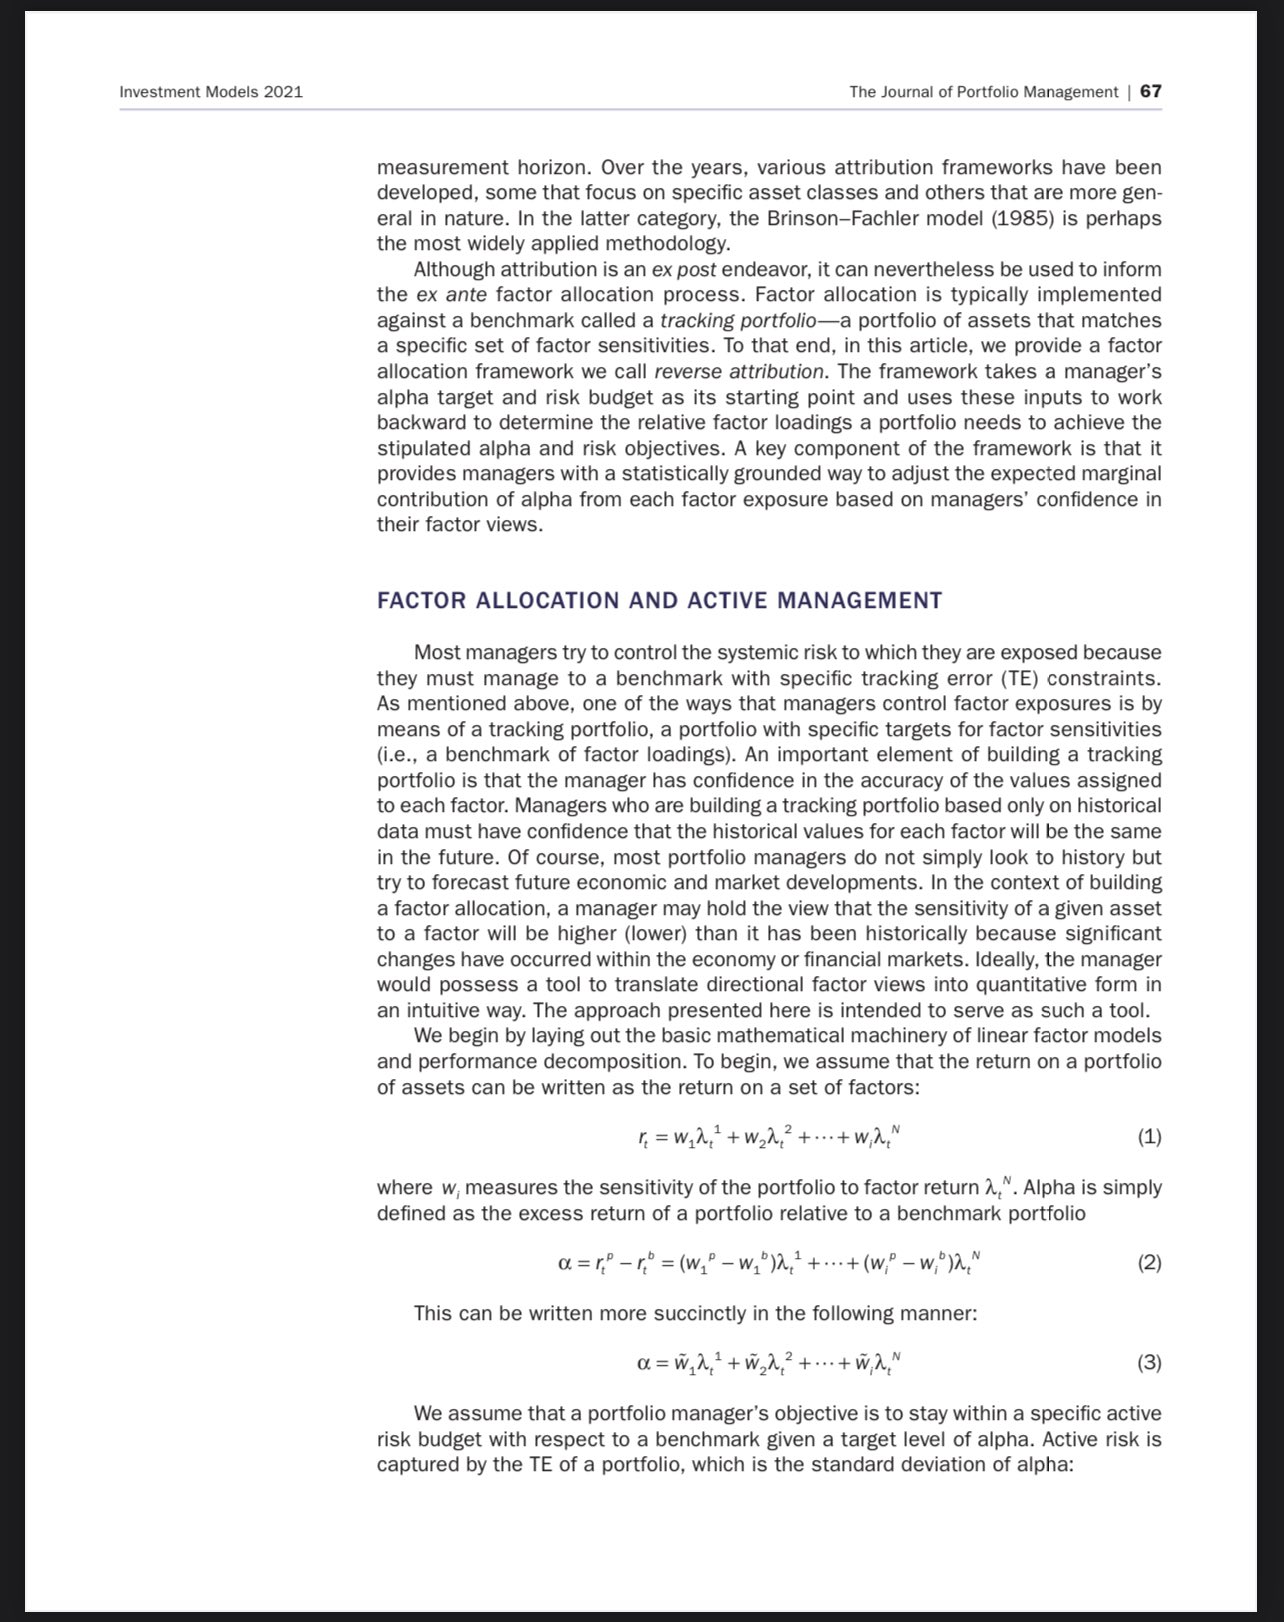 Investment Models 2021
The Journal of Portfolio Management | 67
measurement horizon. Over the years, various attribution frameworks have been
developed, some that focus on specific asset classes and others that are more gen-
eral in nature. In the latter category, the Brinson–Fachler model (1985) is perhaps
the most widely applied methodology.
Although attribution is an ex post endeavor, it can nevertheless be used to inform
the ex ante factor allocation process. Factor allocation is typically implemented
against a benchmark called a tracking portfolio—a portfolio of assets that matches
a specific set of factor sensitivities. To that end, in this article, we provide a factor
allocation framework we call reverse attribution. The framework takes a manager’s
alpha target and risk budget as its starting point and uses these inputs to work
backward to determine the relative factor loadings a portfolio needs to achieve the
stipulated alpha and risk objectives. A key component of the framework is that it
provides managers with a statistically grounded way to adjust the expected marginal
contribution of alpha from each factor exposure based on managers’ confidence in
their factor views.
FACTOR ALLOCATION AND ACTIVE MANAGEMENT
Most managers try to control the systemic risk to which they are exposed because
they must manage to a benchmark with specific tracking error (TE) constraints.
As mentioned above, one of the ways that managers control factor exposures is by
means of a tracking portfolio, a portfolio with specific targets for factor sensitivities
(i.e., a benchmark of factor loadings). An important element of building a tracking
portfolio is that the manager has confidence in the accuracy of the values assigned
to each factor. Managers who are building a tracking portfolio based only on historical
data must have confidence that the historical values for each factor will be the same
in the future. Of course, most portfolio managers do not simply look to history but
try to forecast future economic and market developments. In the context of building
a factor allocation, a manager may hold the view that the sensitivity of a given asset
to a factor will be higher (lower) than it has been historically because significant
changes have occurred within the economy or financial markets. Ideally, the manager
would possess a tool to translate directional factor views into quantitative form in
an intuitive way. The approach presented here is intended to serve as such a tool.
We begin by laying out the basic mathematical machinery of linear factor models
and performance decomposition. To begin, we assume that the return on a portfolio
of assets can be written as the return on a set of factors:
r_t = w_1λ_t^1 + w_2λ_t^2 + ⋯ + w_iλ_t^N (1)
where w_i measures the sensitivity of the portfolio to factor return λ_t^N. Alpha is simply
defined as the excess return of a portfolio relative to a benchmark portfolio
α = r_t^p − r_t^b = (w_1^p − w_1^b)λ_t^1 + ⋯ + (w_i^p − w_i^b)λ_t^N (2)
This can be written more succinctly in the following manner:
α = w̃_1λ_t^1 + w̃_2λ_t^2 + ⋯ + w̃_iλ_t^N (3)
We assume that a portfolio manager’s objective is to stay within a specific active
risk budget with respect to a benchmark given a target level of alpha. Active risk is
captured by the TE of a portfolio, which is the standard deviation of alpha: